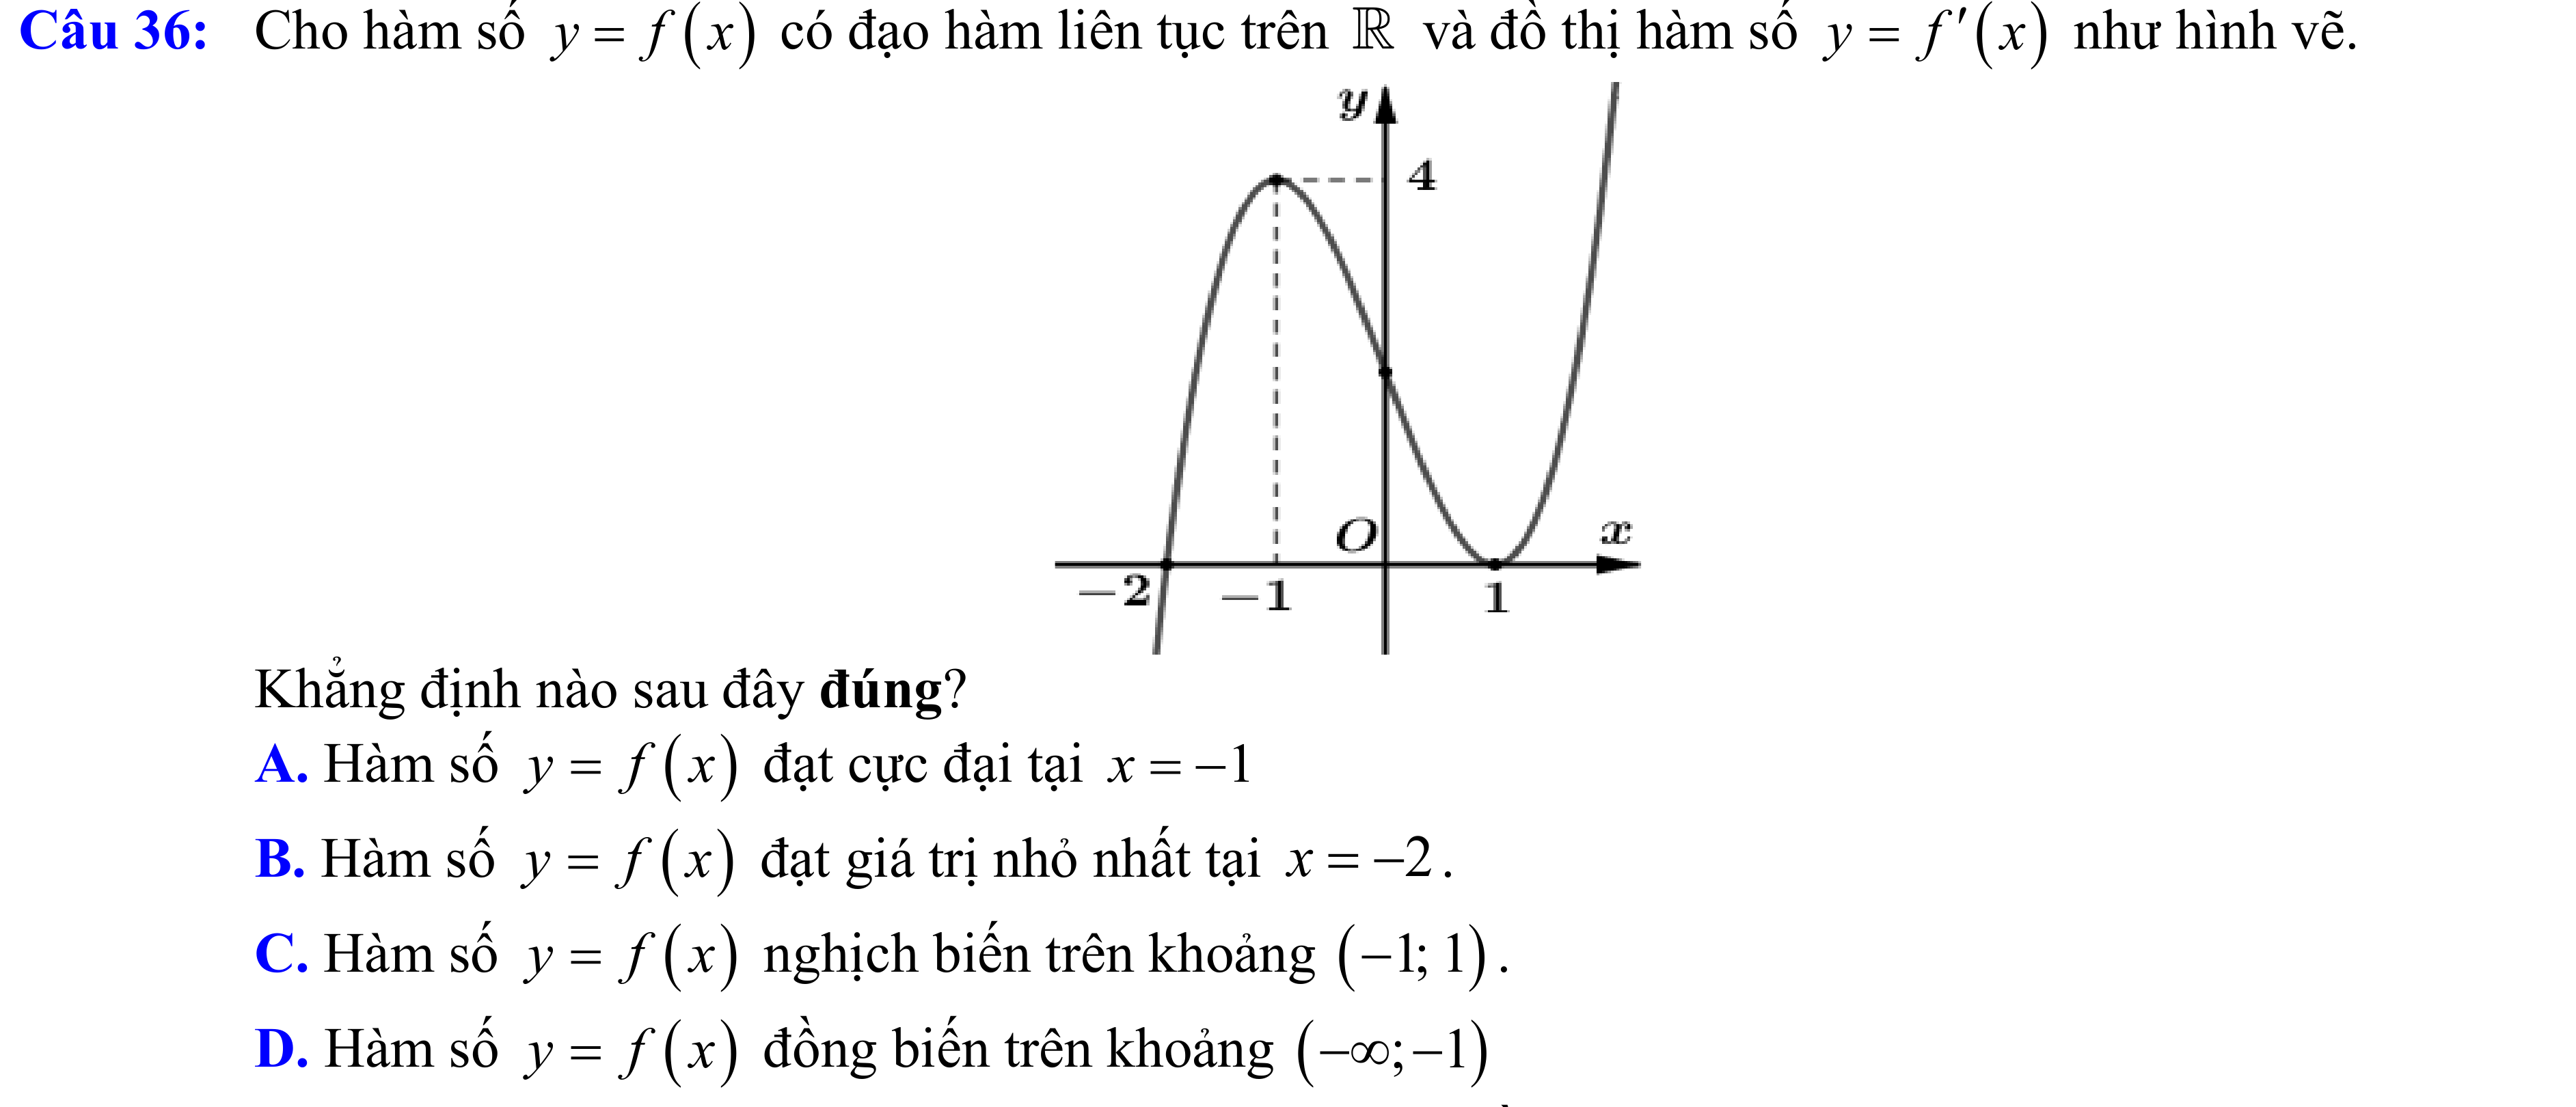 Câu 36: Cho hàm số y = f(x) có đạo hàm liên tục trên ℝ và đồ thị hàm số y = f′(x) như hình vẽ.
y
4
O
x
−2
−1
1
Khẳng định nào sau đây đúng?
A. Hàm số y = f(x) đạt cực đại tại x = −1
B. Hàm số y = f(x) đạt giá trị nhỏ nhất tại x = −2.
C. Hàm số y = f(x) nghịch biến trên khoảng (−1; 1).
D. Hàm số y = f(x) đồng biến trên khoảng (−∞; −1)